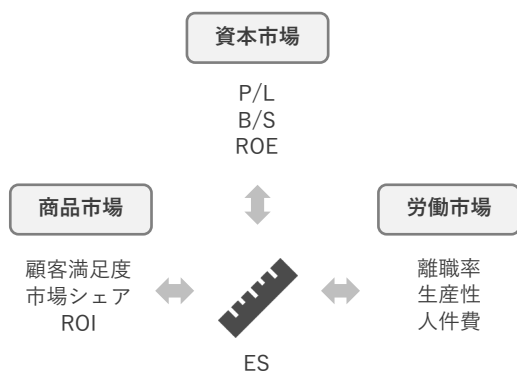 資本市場
P/L
B/S
ROE
商品市場
顧客満足度
市場シェア
ROI
労働市場
離職率
生産性
人件費
ES